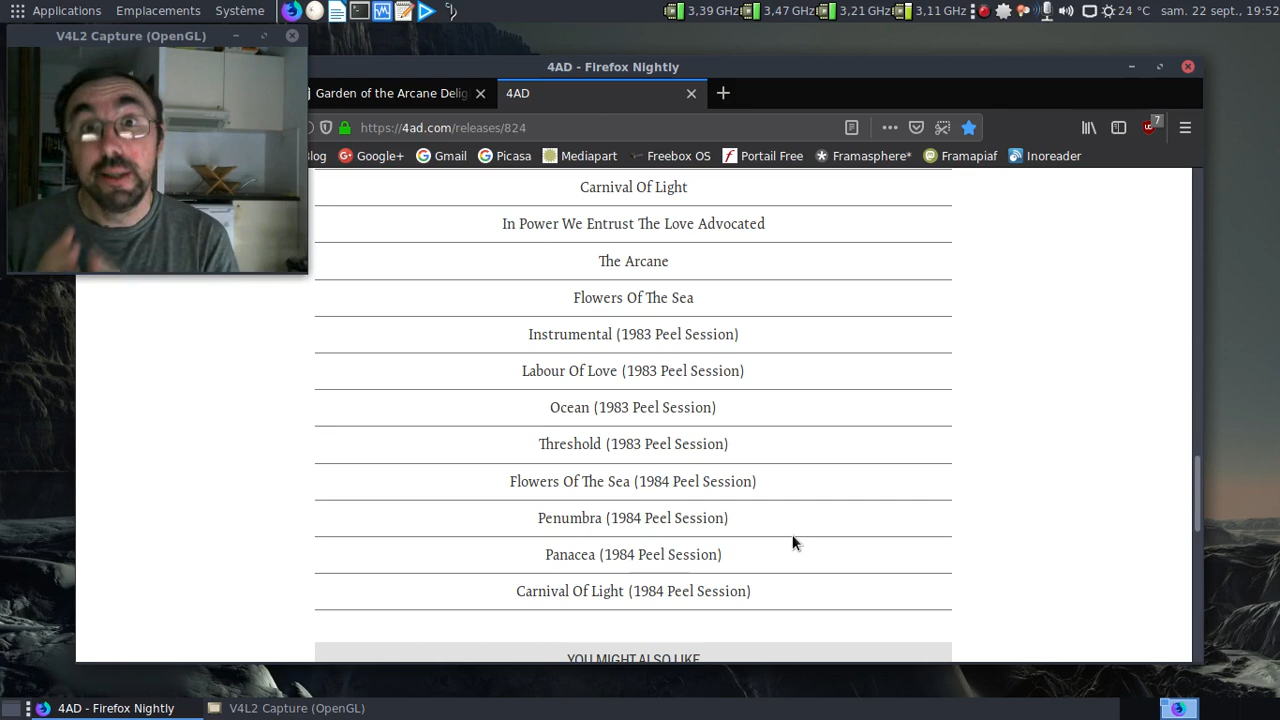 Applications Emplacements Système
3,39 GHz 3,47 GHz 3,21 GHz 3,11 GHz 24 °C sam. 22 sept., 19:52
V4L2 Capture (OpenGL)
4AD - Firefox Nightly
Garden of the Arcane Delig
4AD
https://4ad.com/releases/824
7
log Google+ Gmail Picasa Mediapart Freebox OS Portail Free Framasphere* Framapiaf Inoreader
Carnival Of Light
In Power We Entrust The Love Advocated
The Arcane
Flowers Of The Sea
Instrumental (1983 Peel Session)
Labour Of Love (1983 Peel Session)
Ocean (1983 Peel Session)
Threshold (1983 Peel Session)
Flowers Of The Sea (1984 Peel Session)
Penumbra (1984 Peel Session)
Panacea (1984 Peel Session)
Carnival Of Light (1984 Peel Session)
YOU MIGHT ALSO LIKE
4AD - Firefox Nightly
V4L2 Capture (OpenGL)